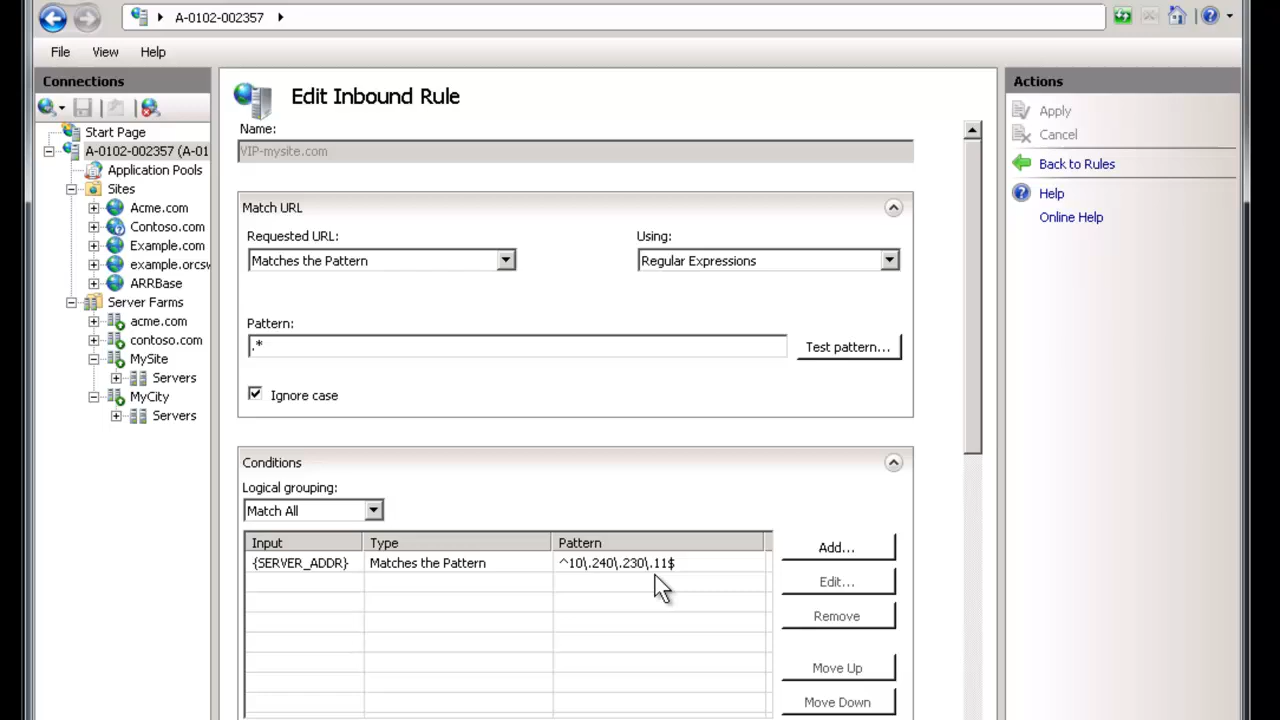 A-0102-002357
File View Help
Connections
Start Page
A-0102-002357 (A-01
Application Pools
Sites
Acme.com
Contoso.com
Example.com
example.orcsw
ARRBase
Server Farms
acme.com
contoso.com
MySite
Servers
MyCity
Servers
Edit Inbound Rule
Name:
VIP-mysite.com
Match URL
Requested URL: Using:
Matches the Pattern Regular Expressions
Pattern:
.* Test pattern...
Ignore case
Conditions
Logical grouping:
Match All
Input Type Pattern
{SERVER_ADDR} Matches the Pattern ^10\.240\.230\.11$
Add...
Edit...
Remove
Move Up
Move Down
Actions
Apply
Cancel
Back to Rules
Help
Online Help